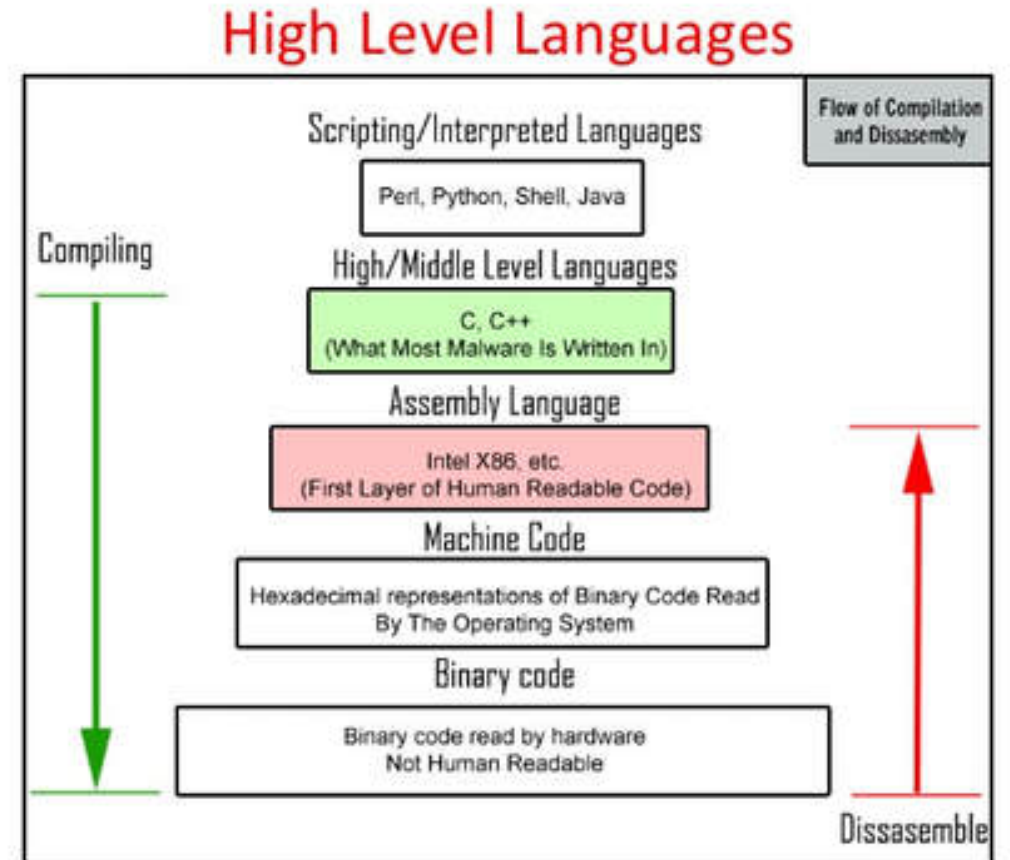 High Level Languages
Flow of Compilation
and Dissasembly
Scripting/Interpreted Languages
Perl, Python, Shell, Java
Compiling
High/Middle Level Languages
C, C++
(What Most Malware Is Written In)
Assembly Language
Intel X86, etc.
(First Layer of Human Readable Code)
Machine Code
Hexadecimal representations of Binary Code Read
By The Operating System
Binary code
Binary code read by hardware
Not Human Readable
Dissasemble